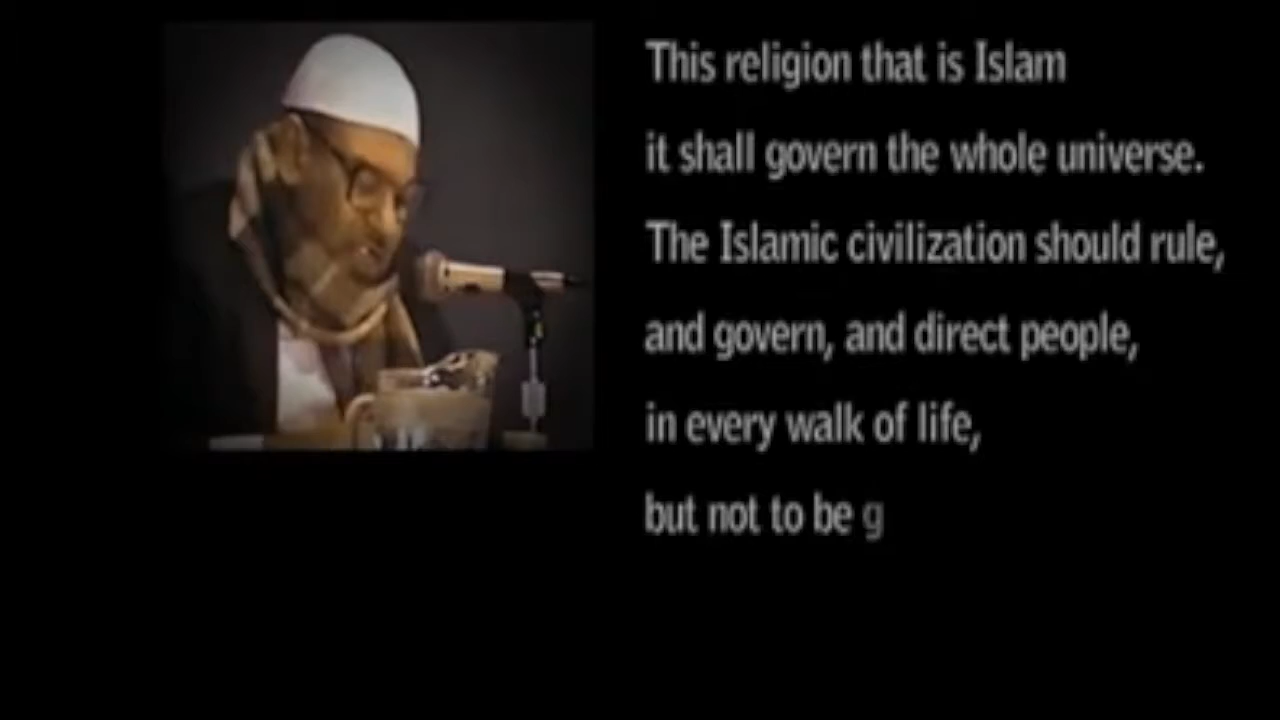 This religion that is Islam
it shall govern the whole universe.
The Islamic civilization should rule,
and govern, and direct people,
in every walk of life,
but not to be g